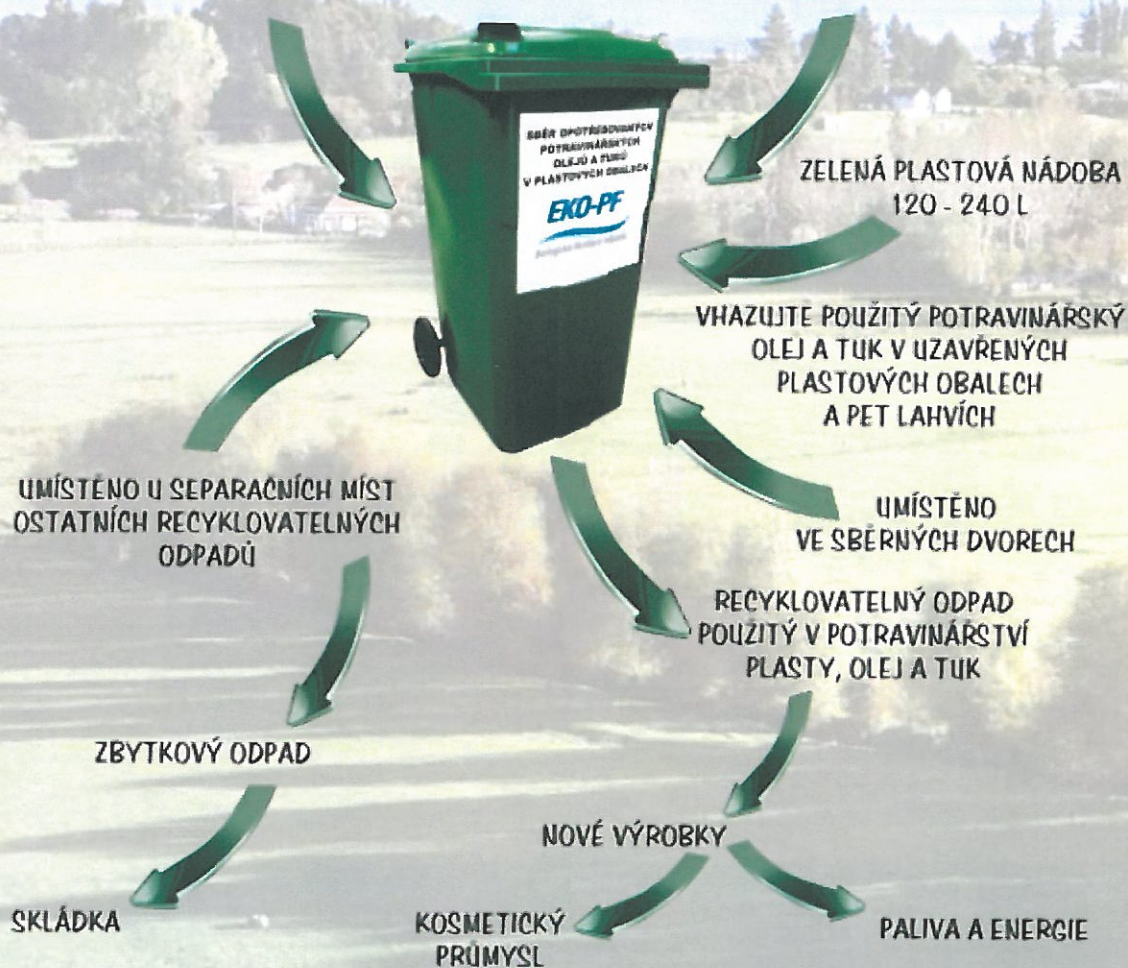 SBĚR OPOTŘEBOVANÝCH
POTRAVINÁŘSKÝCH
OLEJŮ A TUKŮ
V PLASTOVÝCH OBALECH
EKO-PF
ZELENÁ PLASTOVÁ NÁDOBA
120 - 240 L
VHAZUJTE POUŽITÝ POTRAVINÁŘSKÝ
OLEJ A TUK V UZAVŘENÝCH
PLASTOVÝCH OBALECH
A PET LAHVÍCH
UMÍSTĚNO U SEPARAČNÍCH MÍST
OSTATNÍCH RECYKLOVATELNÝCH
ODPADŮ
UMÍSTĚNO
VE SBĚRNÝCH DVORECH
RECYKLOVATELNÝ ODPAD
POUŽITÝ V POTRAVINÁŘSTVÍ
PLASTY, OLEJ A TUK
ZBYTKOVÝ ODPAD
NOVÉ VÝROBKY
SKLÁDKA
KOSMETICKÝ
PRŮMYSL
PALIVA A ENERGIE